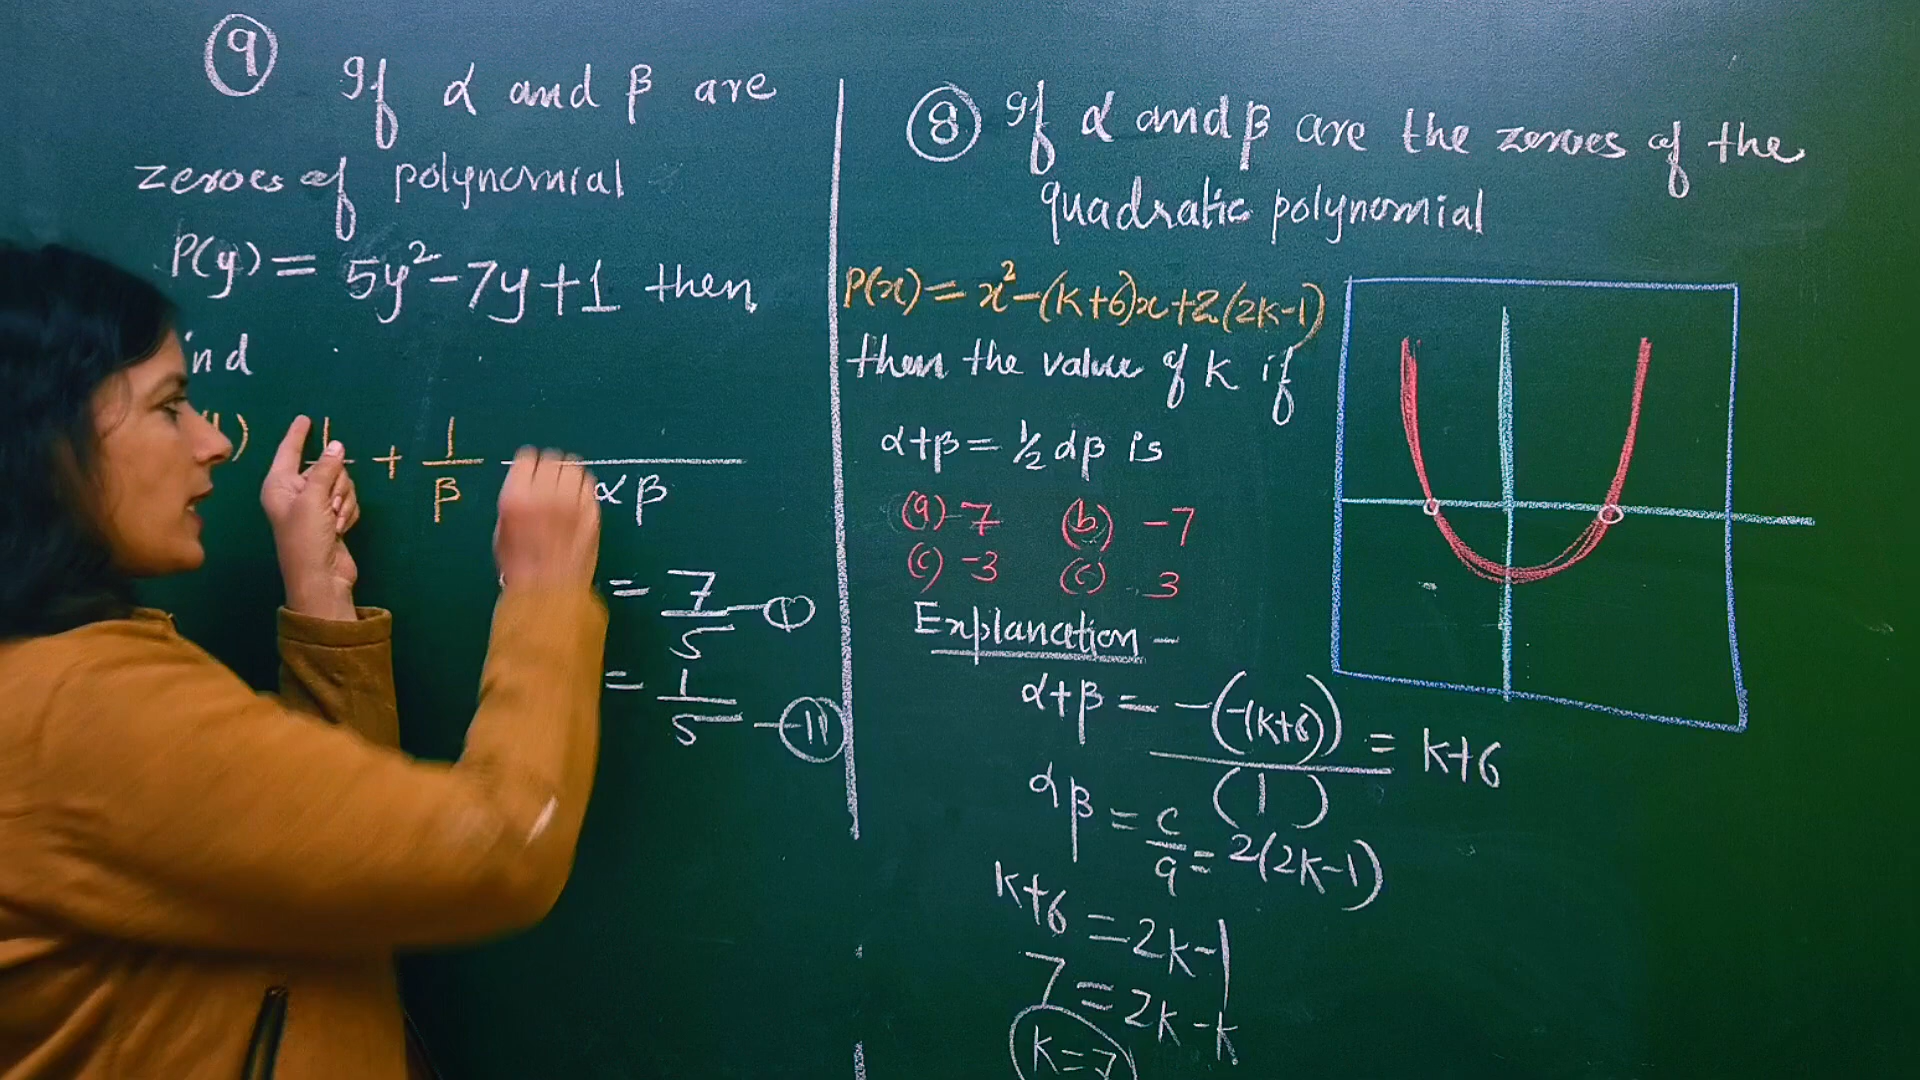 9 If α and β are
zeroes of polynomial
P(y) = 5y² - 7y + 1 then
ind
1 + 1/β
αβ
= 7/5 - I
= 1/5 - II
8 If α and β are the zeroes of the
quadratic polynomial
P(x) = x² - (k+6)x + 2(2k-1)
then the value of k if
α+β = 1/2 αβ is
(a) 7 (b) -7
(c) -3 (c) 3
Explanation -
α+β = -(-(k+6))/(1) = k+6
αβ = c/a = 2(2k-1)
k+6 = 2k-1
7 = 2k-k
k=7